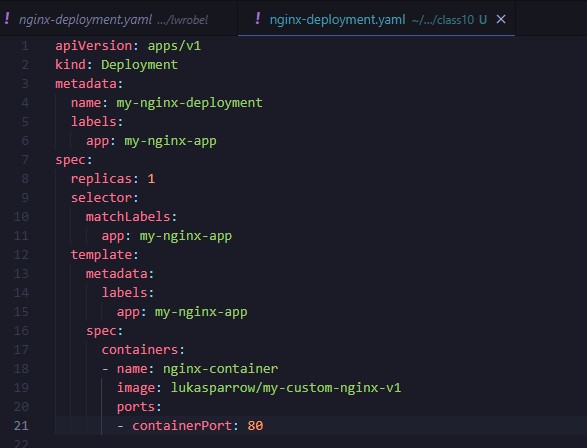 ! nginx-deployment.yaml .../lwrobel
! nginx-deployment.yaml ~/.../class10 U ×
1 apiVersion: apps/v1
2 kind: Deployment
3 metadata:
4   name: my-nginx-deployment
5   labels:
6     app: my-nginx-app
7 spec:
8   replicas: 1
9   selector:
10     matchLabels:
11       app: my-nginx-app
12   template:
13     metadata:
14       labels:
15         app: my-nginx-app
16     spec:
17       containers:
18       - name: nginx-container
19         image: lukasparrow/my-custom-nginx-v1
20         ports:
21         - containerPort: 80
22